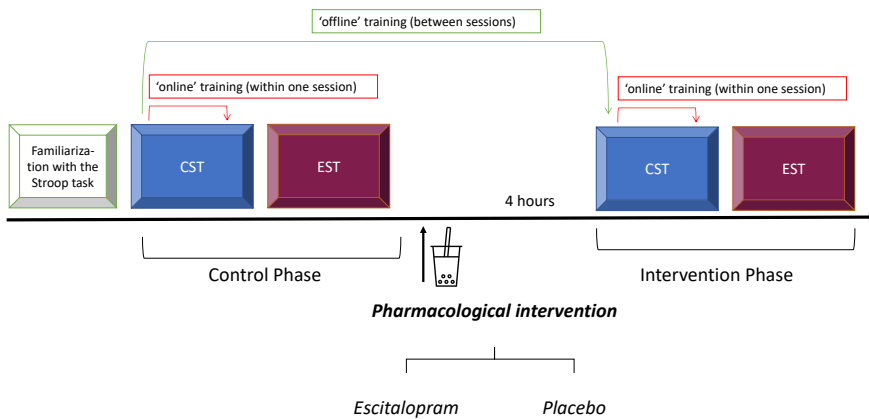 ‘offline’ training (between sessions)
‘online’ training (within one session)
‘online’ training (within one session)
Familiariza-
tion with the
Stroop task
CST
EST
4 hours
CST
EST
Control Phase
Intervention Phase
Pharmacological intervention
Escitalopram
Placebo